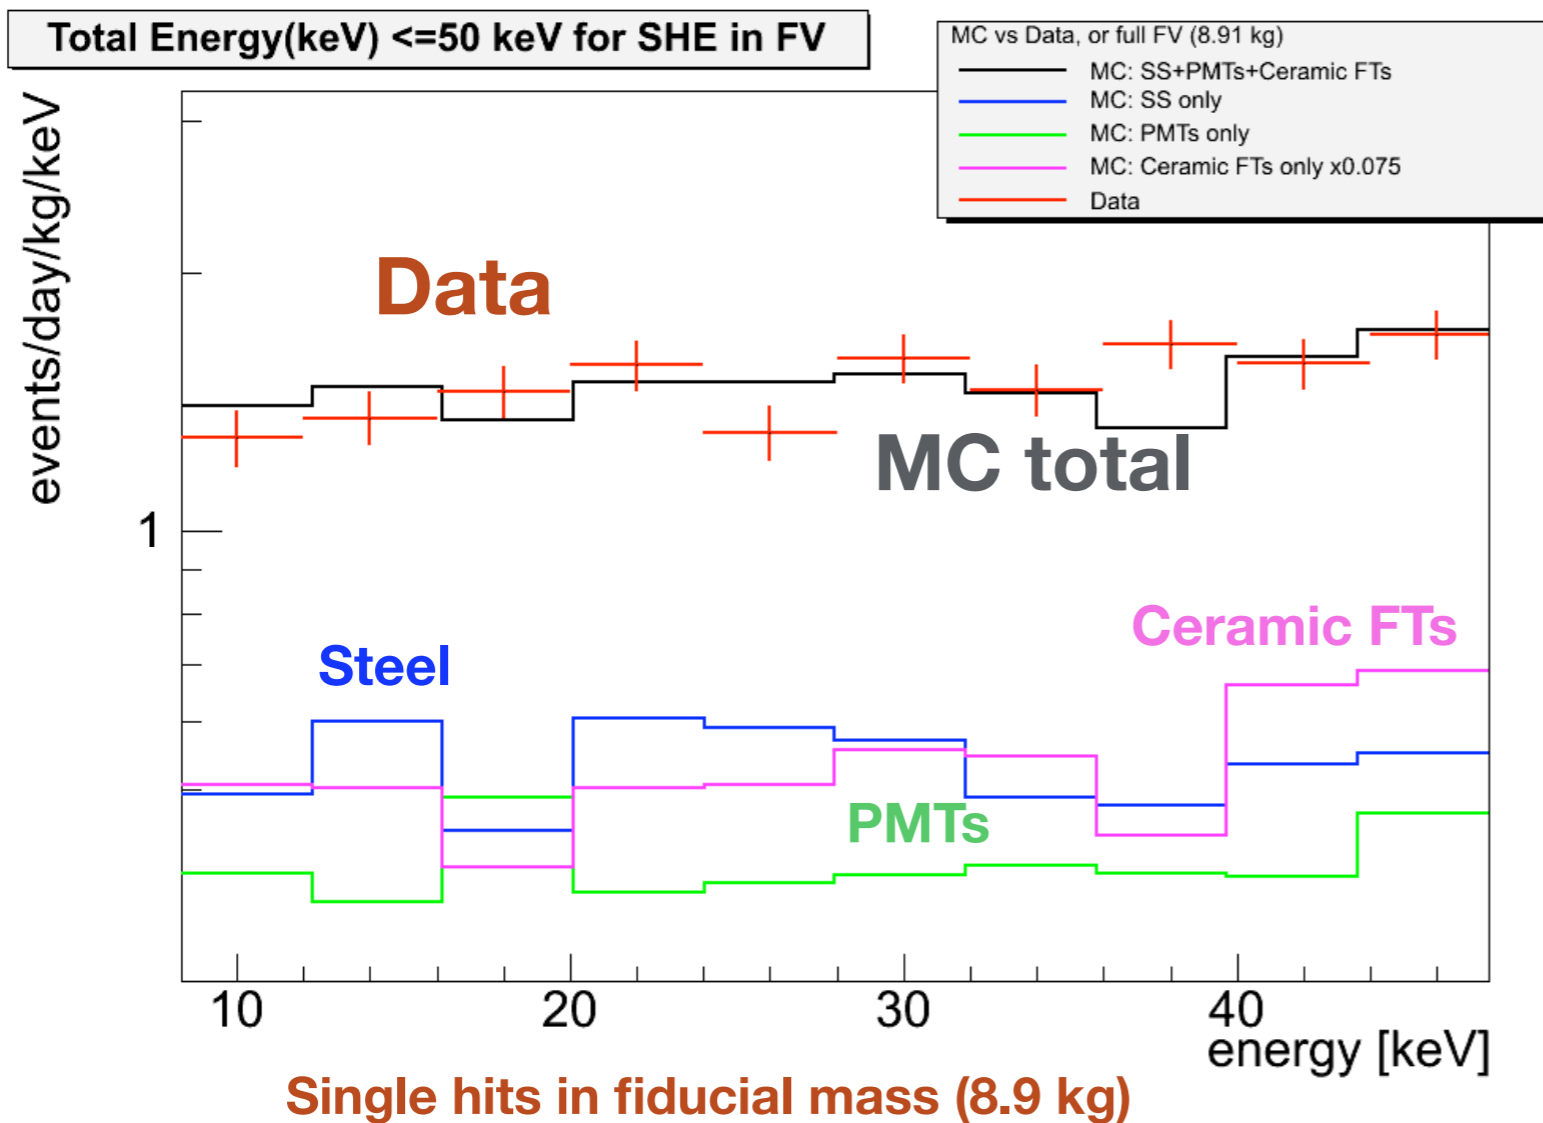 Total Energy(keV) <=50 keV for SHE in FV
MC vs Data, or full FV (8.91 kg)
MC: SS+PMTs+Ceramic FTs
MC: SS only
MC: PMTs only
MC: Ceramic FTs only x0.075
Data
events/day/kg/keV
Data
MC total
1
Ceramic FTs
Steel
PMTs
10 20 30 40
energy [keV]
Single hits in fiducial mass (8.9 kg)